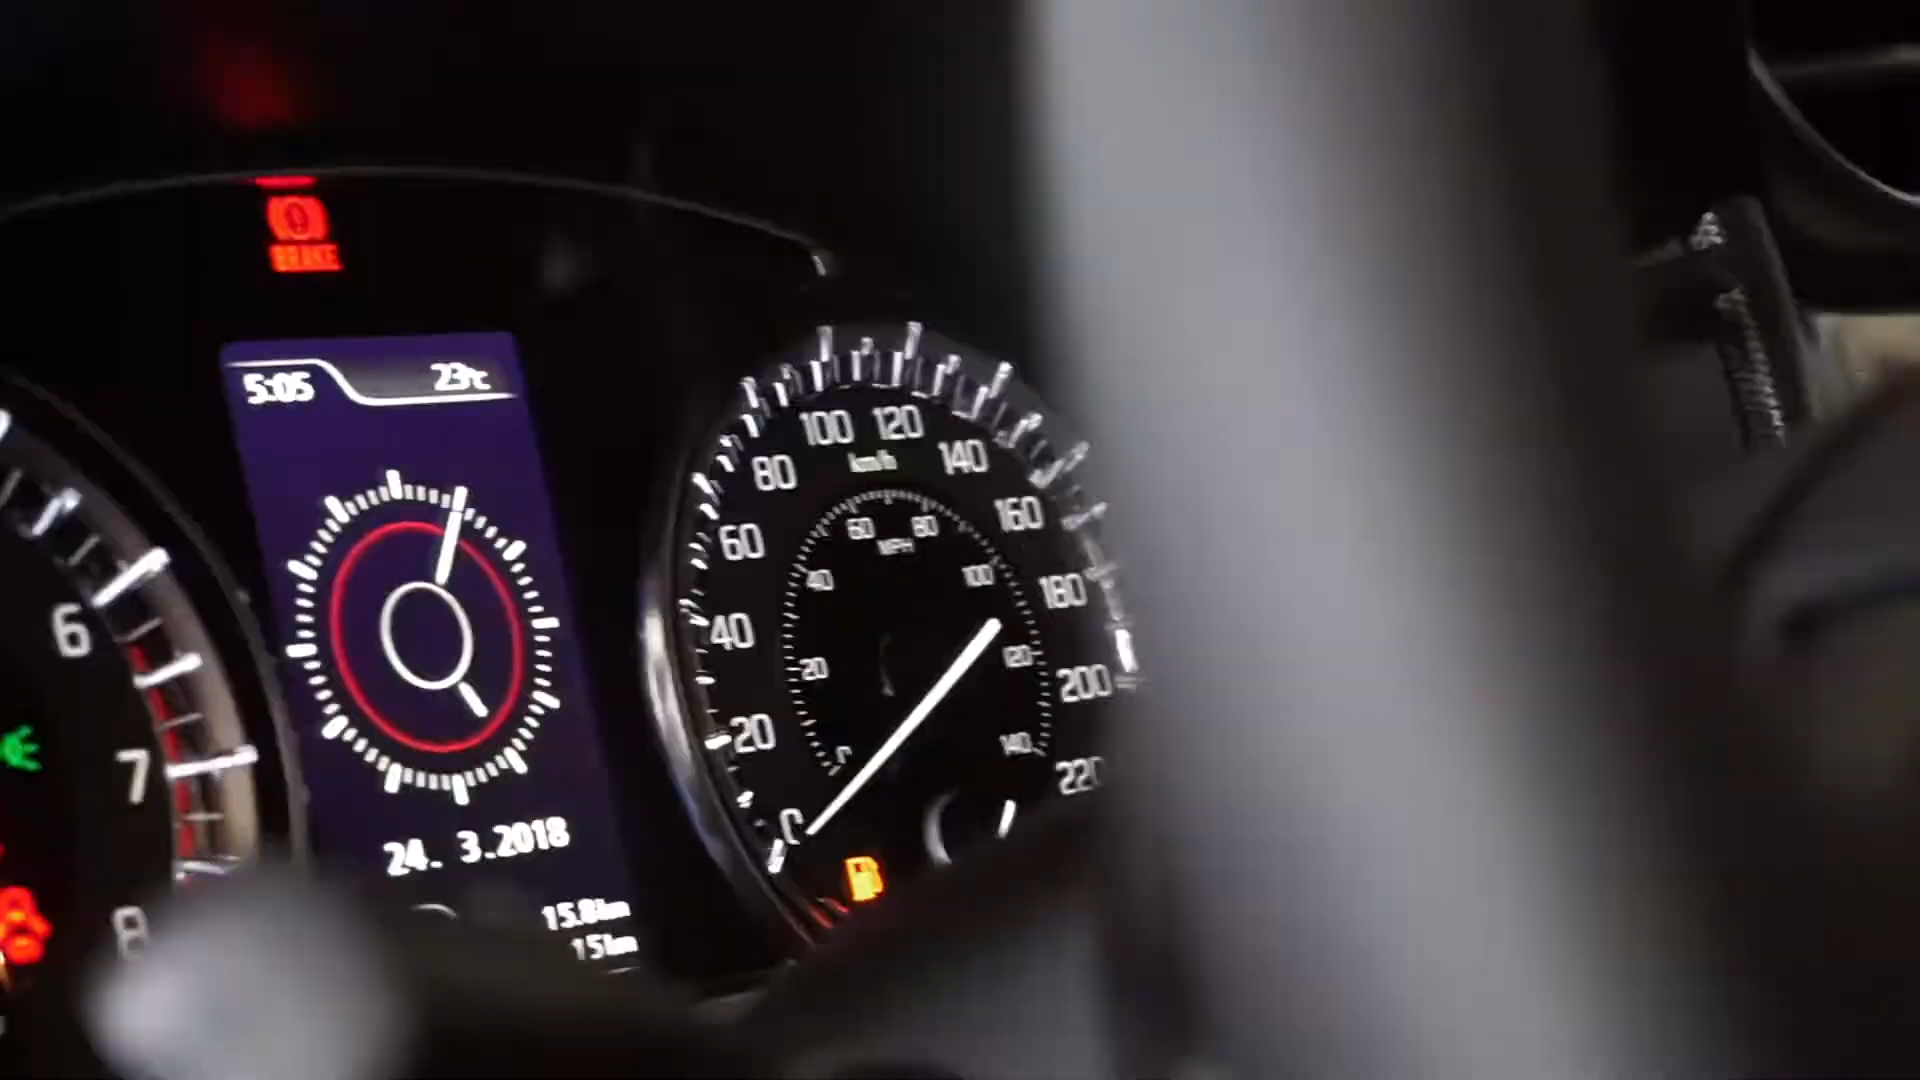 BRAKE
5:05 23°C
100 120
km/h
80 140
60 160
60 80
MPH
40 100
180
40
20 120
200
20
0 140
220
0
6
7
8
24. 3.2018
15.8km
15km